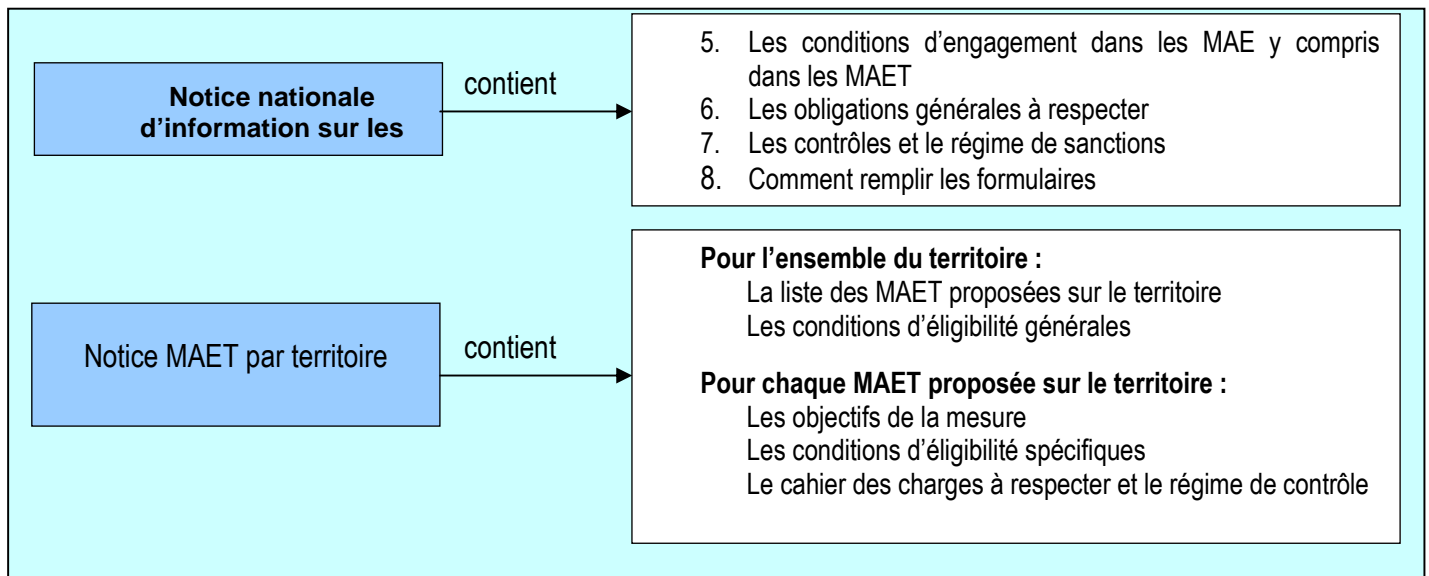 Notice nationale
d’information sur les
contient
5. Les conditions d’engagement dans les MAE y compris
dans les MAET
6. Les obligations générales à respecter
7. Les contrôles et le régime de sanctions
8. Comment remplir les formulaires
Notice MAET par territoire
contient
Pour l’ensemble du territoire :
La liste des MAET proposées sur le territoire
Les conditions d’éligibilité générales
Pour chaque MAET proposée sur le territoire :
Les objectifs de la mesure
Les conditions d’éligibilité spécifiques
Le cahier des charges à respecter et le régime de contrôle